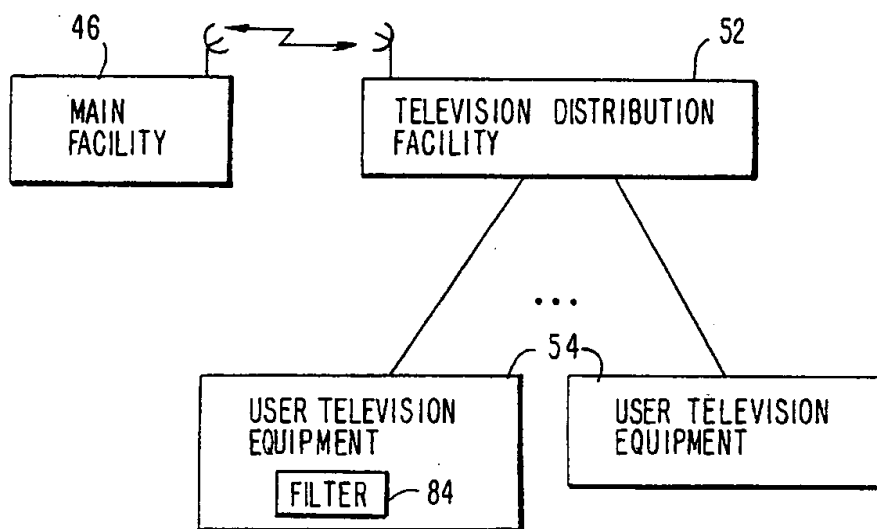 46
52
MAIN
FACILITY
TELEVISION DISTRIBUTION
FACILITY
...
54
USER TELEVISION
EQUIPMENT
FILTER
84
USER TELEVISION
EQUIPMENT